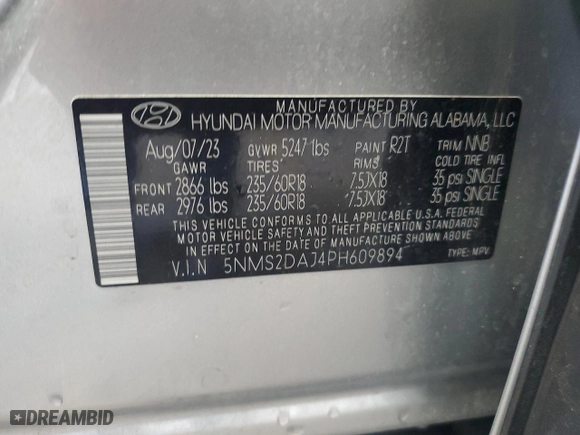 MANUFACTURED BY
HYUNDAI MOTOR MANUFACTURING ALABAMA, LLC
Aug/07/23 GVWR 5247 lbs PAINT R2T TRIM NNB
GAWR TIRES RIMS COLD TIRE INFL
FRONT 2866 lbs 235/60R18 7.5JX18 35 psi SINGLE
REAR 2976 lbs 235/60R18 7.5JX18 35 psi SINGLE
THIS VEHICLE CONFORMS TO ALL APPLICABLE U.S.A. FEDERAL
MOTOR VEHICLE SAFETY AND THEFT PREVENTION STANDARDS
IN EFFECT ON THE DATE OF MANUFACTURE SHOWN ABOVE.
V.I.N 5NMS2DAJ4PH609894 TYPE: MPV
DREAMBID